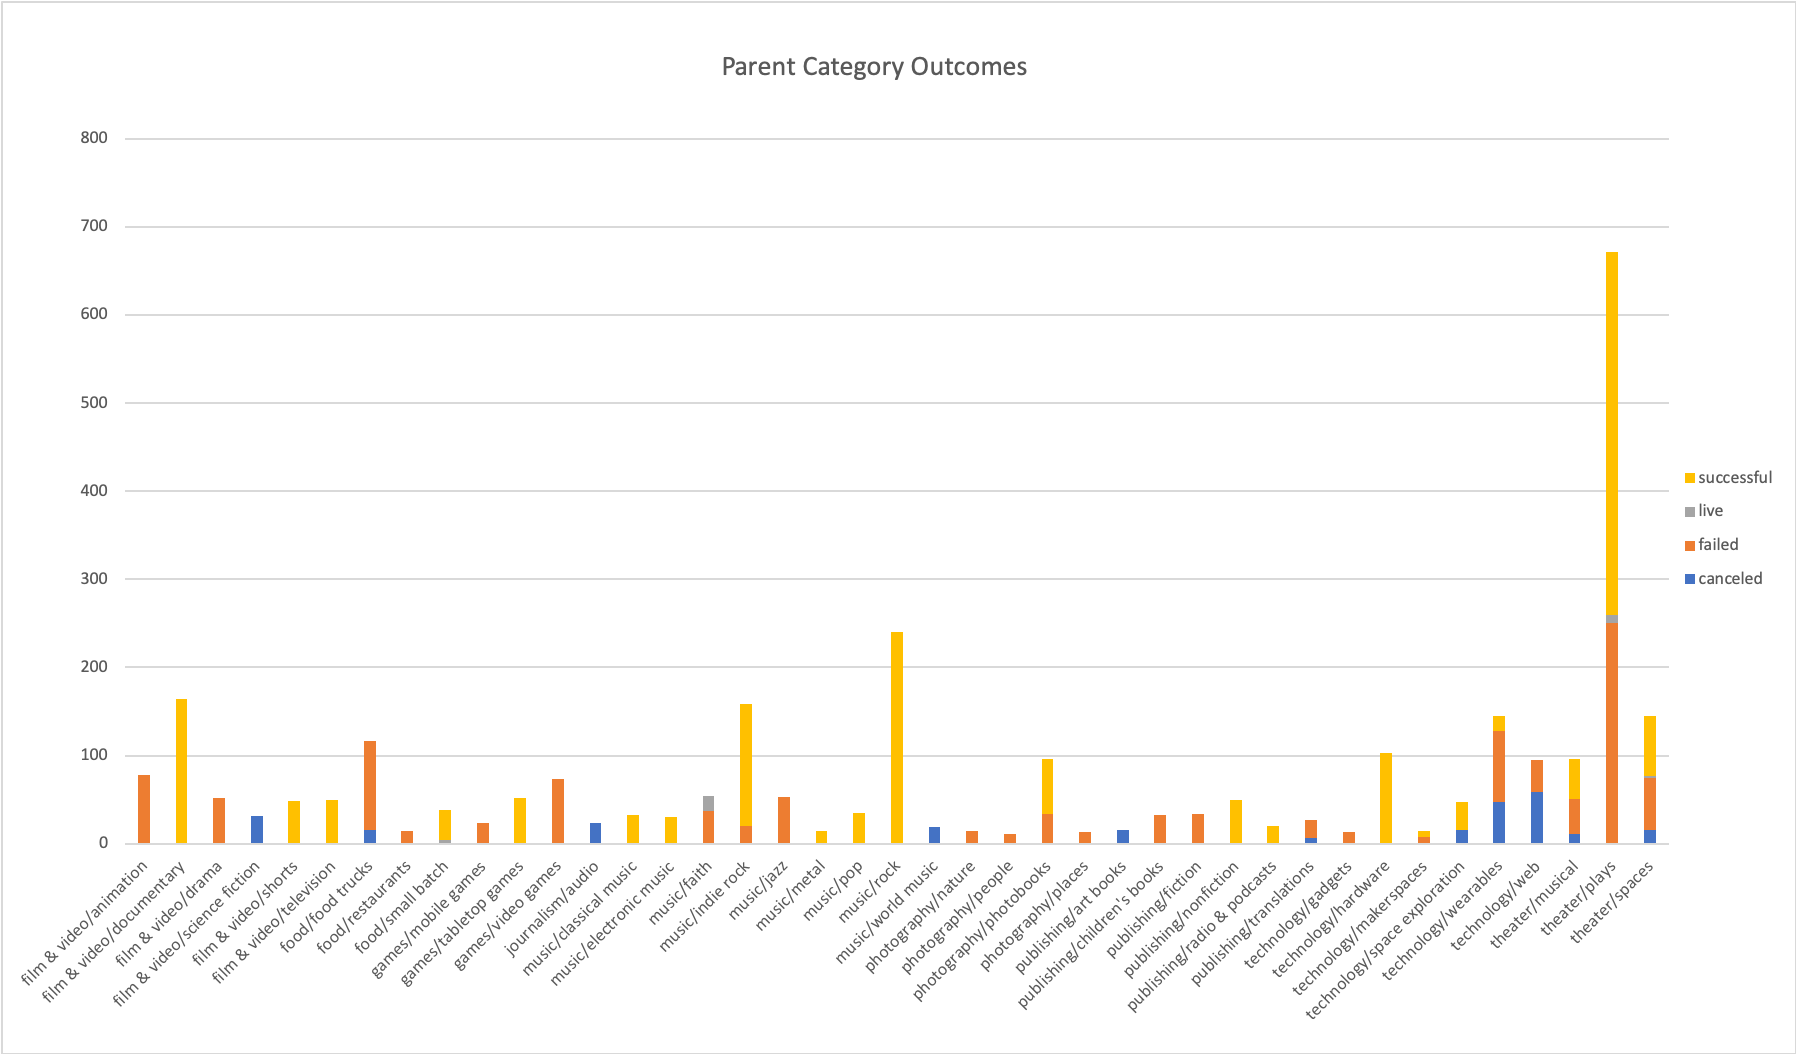 Parent Category Outcomes
800
700
600
500
400
300
200
100
0
successful
live
failed
canceled
film & video/animation
film & video/documentary
film & video/drama
film & video/science fiction
film & video/shorts
film & video/television
food/food trucks
food/restaurants
food/small batch
games/mobile games
games/tabletop games
games/video games
journalism/audio
music/classical music
music/electronic music
music/faith
music/indie rock
music/jazz
music/metal
music/pop
music/rock
music/world music
photography/nature
photography/people
photography/photobooks
photography/places
publishing/art books
publishing/children's books
publishing/fiction
publishing/nonfiction
publishing/radio & podcasts
publishing/translations
technology/gadgets
technology/hardware
technology/makerspaces
technology/space exploration
technology/wearables
technology/web
theater/musical
theater/plays
theater/spaces